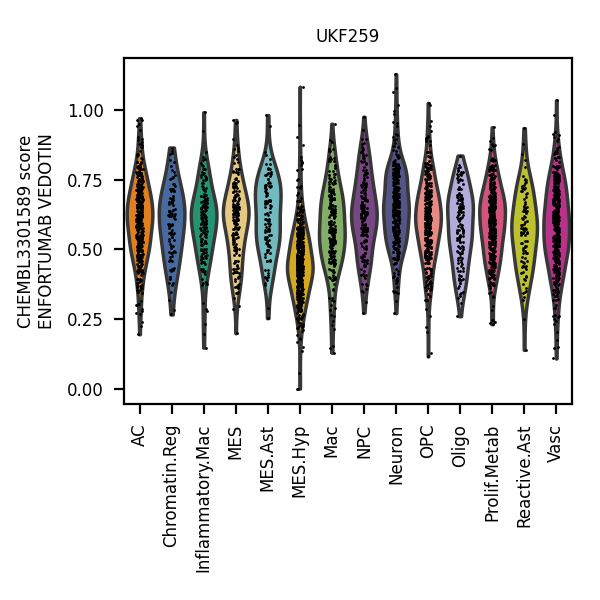 UKF259
CHEMBL3301589 score
ENFORTUMAB VEDOTIN
1.00
0.75
0.50
0.25
0.00
AC
Chromatin.Reg
Inflammatory.Mac
MES
MES.Ast
MES.Hyp
Mac
NPC
Neuron
OPC
Oligo
Prolif.Metab
Reactive.Ast
Vasc